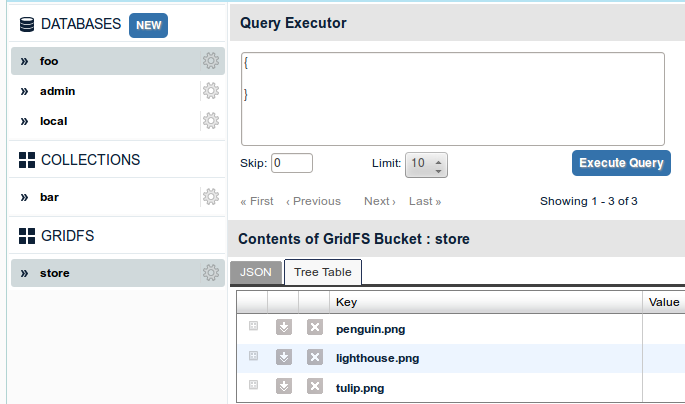 DATABASES NEW
» foo
» admin
» local
COLLECTIONS
» bar
GRIDFS
» store
Query Executor
{
}
Skip: 0 Limit: 10 Execute Query
« First ‹ Previous Next › Last » Showing 1 - 3 of 3
Contents of GridFS Bucket : store
JSON Tree Table
Key Value
penguin.png
lighthouse.png
tulip.png